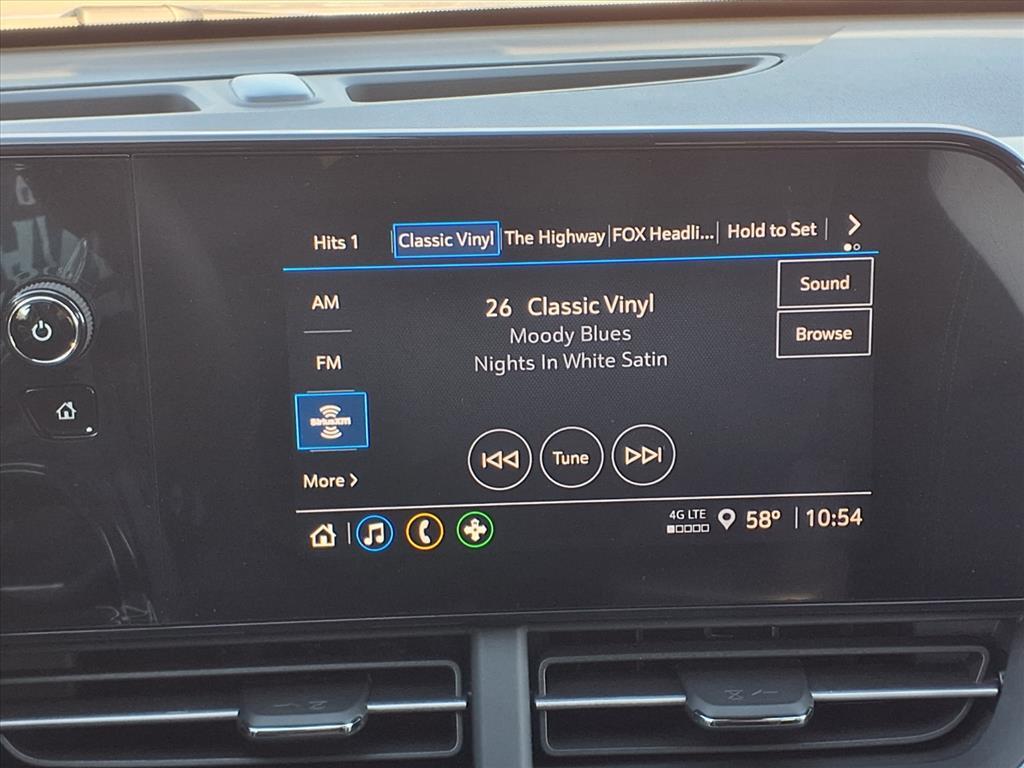 Hits 1
Classic Vinyl
The Highway
FOX Headli...
Hold to Set
AM
26 Classic Vinyl
Sound
Moody Blues
Browse
FM
Nights In White Satin
SiriusXM
More
Tune
4G LTE
58°
10:54